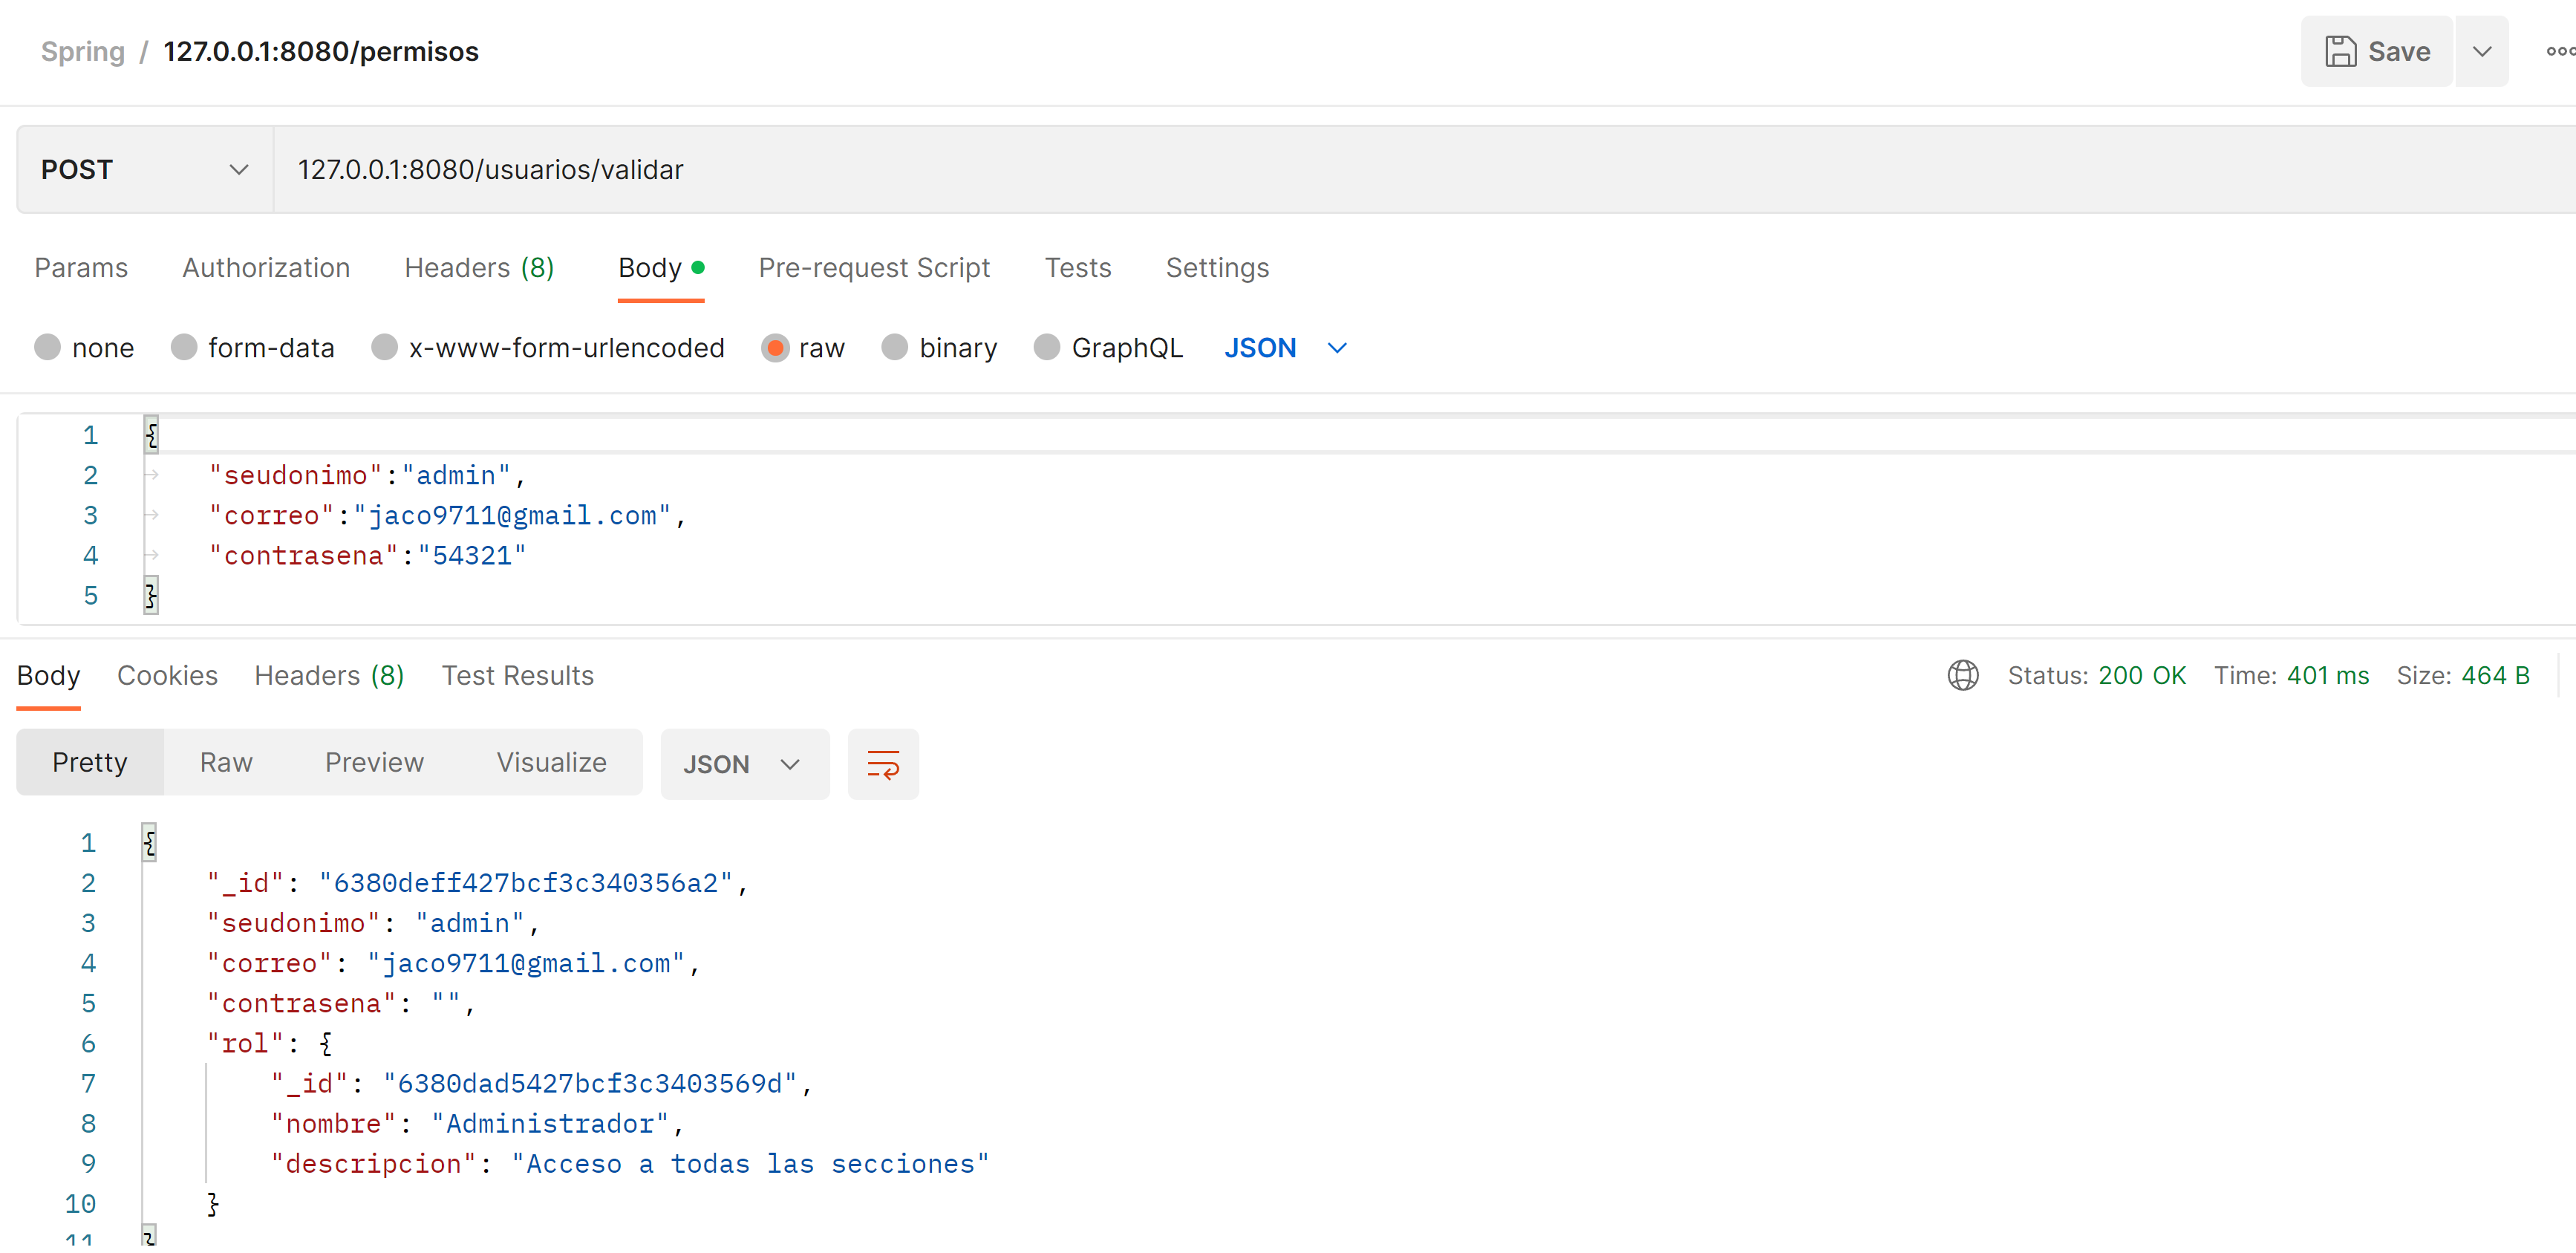 Spring / 127.0.0.1:8080/permisos
Save
POST 127.0.0.1:8080/usuarios/validar
Params Authorization Headers (8) Body Pre-request Script Tests Settings
none form-data x-www-form-urlencoded raw binary GraphQL JSON
1 {
2 "seudonimo":"admin",
3 "correo":"jaco9711@gmail.com",
4 "contrasena":"54321"
5 }
Body Cookies Headers (8) Test Results Status: 200 OK Time: 401 ms Size: 464 B
Pretty Raw Preview Visualize JSON
1 {
2 "_id": "6380deff427bcf3c340356a2",
3 "seudonimo": "admin",
4 "correo": "jaco9711@gmail.com",
5 "contrasena": "",
6 "rol": {
7 "_id": "6380dad5427bcf3c3403569d",
8 "nombre": "Administrador",
9 "descripcion": "Acceso a todas las secciones"
10 }
11 }